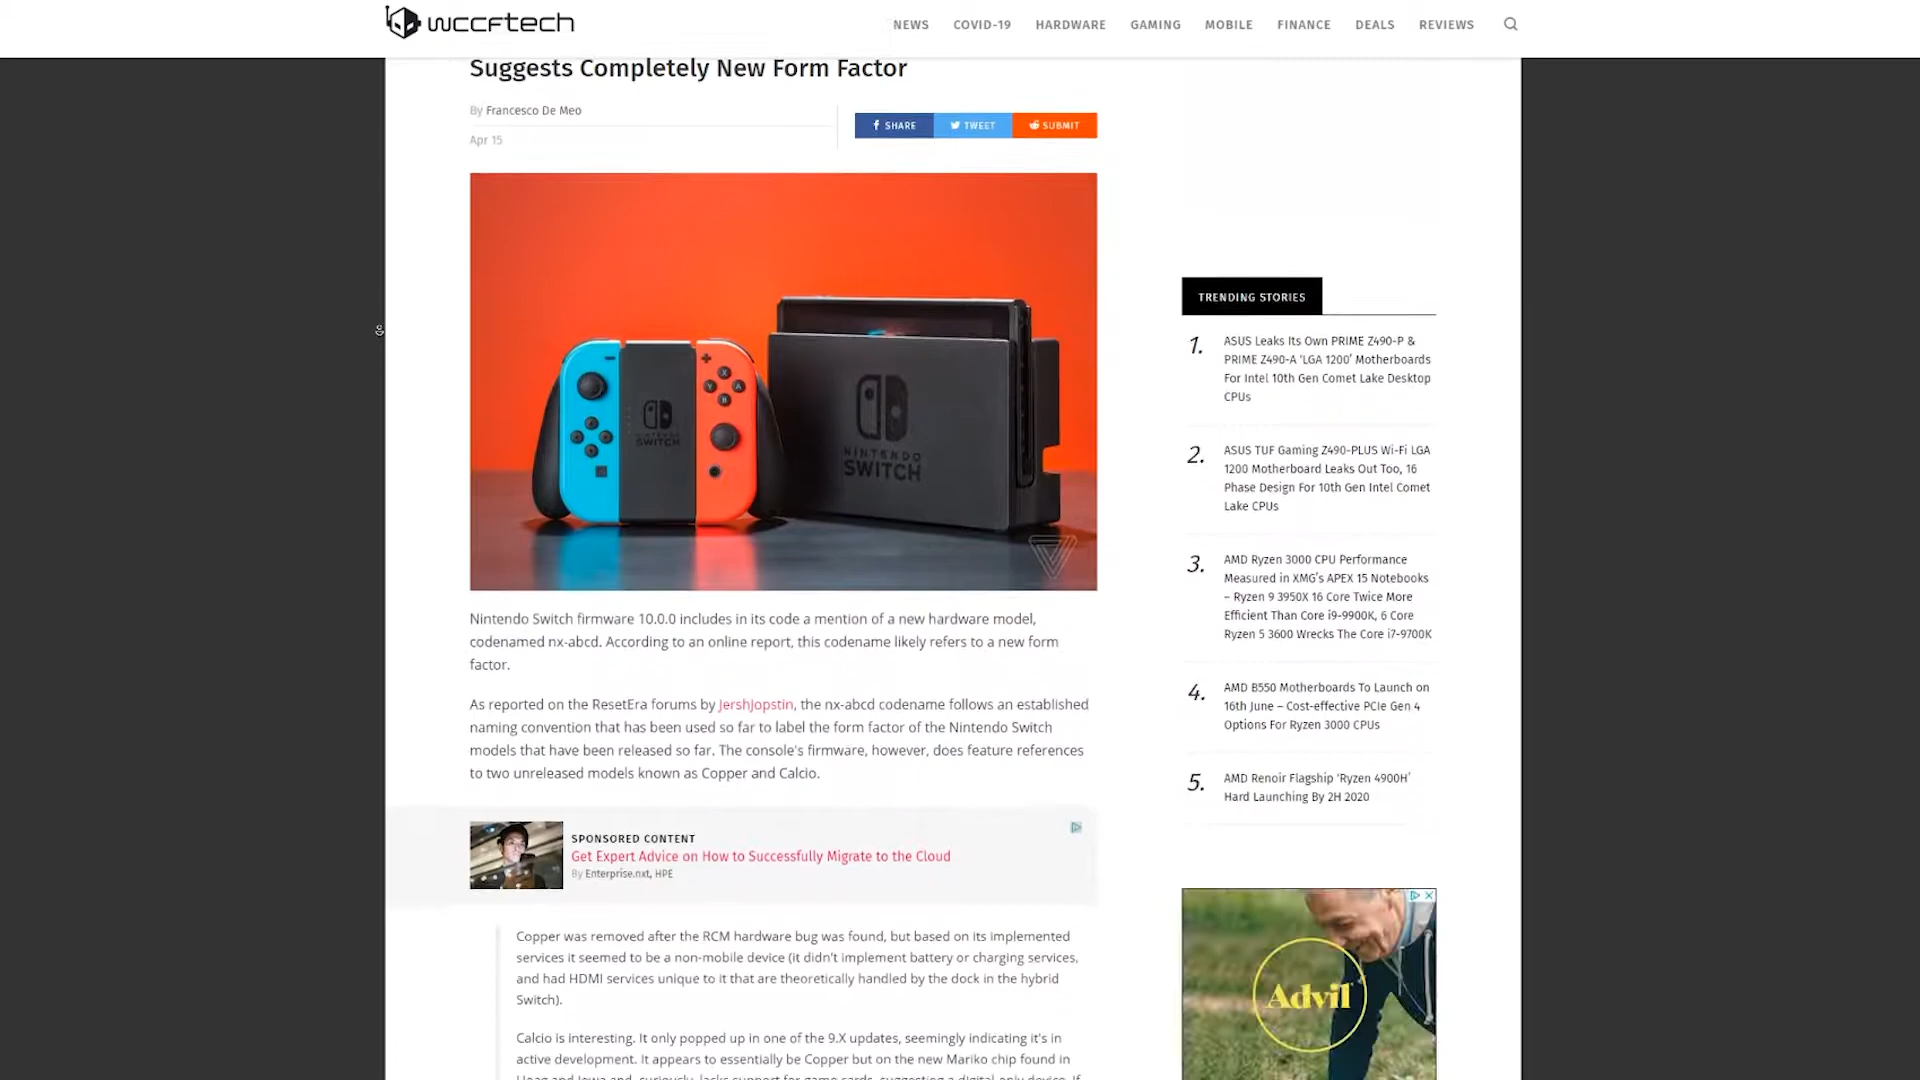 WCCFTECH
NEWS COVID-19 HARDWARE GAMING MOBILE FINANCE DEALS REVIEWS
Suggests Completely New Form Factor
By Francesco De Meo
Apr 15
SHARE TWEET SUBMIT
NINTENDO
SWITCH
NINTENDO
SWITCH
X
Y A
B
Nintendo Switch firmware 10.0.0 includes in its code a mention of a new hardware model,
codenamed nx-abcd. According to an online report, this codename likely refers to a new form
factor.
As reported on the ResetEra forums by JershJopstin, the nx-abcd codename follows an established
naming convention that has been used so far to label the form factor of the Nintendo Switch
models that have been released so far. The console's firmware, however, does feature references
to two unreleased models known as Copper and Calcio.
SPONSORED CONTENT
Get Expert Advice on How to Successfully Migrate to the Cloud
By Enterprise.nxt, HPE
Copper was removed after the RCM hardware bug was found, but based on its implemented
services it seemed to be a non-mobile device (it didn't implement battery or charging services,
and had HDMI services unique to it that are theoretically handled by the dock in the hybrid
Switch).
Calcio is interesting. It only popped up in one of the 9.X updates, seemingly indicating it's in
active development. It appears to essentially be Copper but on the new Mariko chip found in
Hoag and Iowa and, curiously, lacks support for game cards, suggesting a digital only device. If
TRENDING STORIES
1. ASUS Leaks Its Own PRIME Z490-P &
PRIME Z490-A ‘LGA 1200’ Motherboards
For Intel 10th Gen Comet Lake Desktop
CPUs
2. ASUS TUF Gaming Z490-PLUS Wi-Fi LGA
1200 Motherboard Leaks Out Too, 16
Phase Design For 10th Gen Intel Comet
Lake CPUs
3. AMD Ryzen 3000 CPU Performance
Measured in XMG’s APEX 15 Notebooks
– Ryzen 9 3950X 16 Core Twice More
Efficient Than Core i9-9900K, 6 Core
Ryzen 5 3600 Wrecks The Core i7-9700K
4. AMD B550 Motherboards To Launch on
16th June – Cost-effective PCIe Gen 4
Options For Ryzen 3000 CPUs
5. AMD Renoir Flagship ‘Ryzen 4900H’
Hard Launching By 2H 2020
Advil